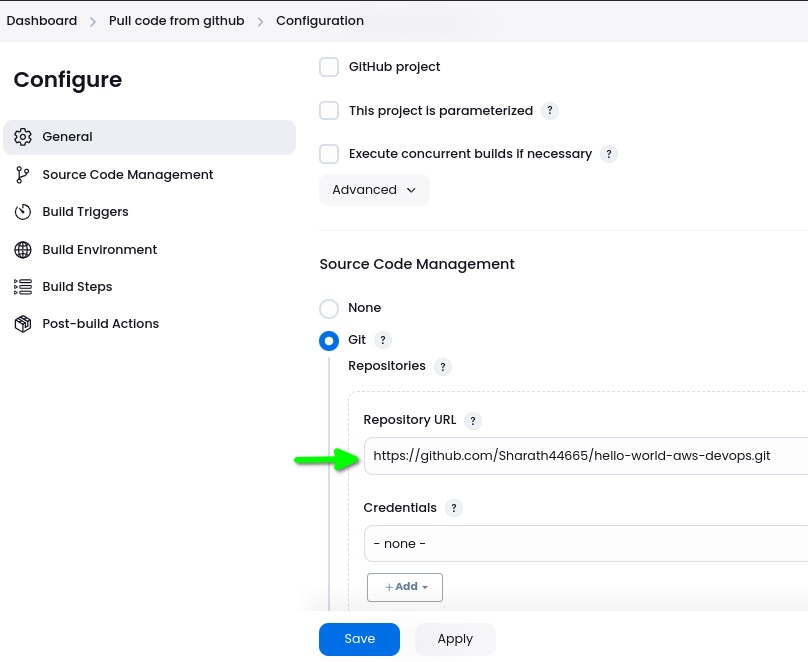 Dashboard > Pull code from github > Configuration
Configure
General
Source Code Management
Build Triggers
Build Environment
Build Steps
Post-build Actions
GitHub project
This project is parameterized ?
Execute concurrent builds if necessary ?
Advanced
Source Code Management
None
Git ?
Repositories ?
Repository URL ?
https://github.com/Sharath44665/hello-world-aws-devops.git
Credentials ?
- none -
+ Add
Save
Apply